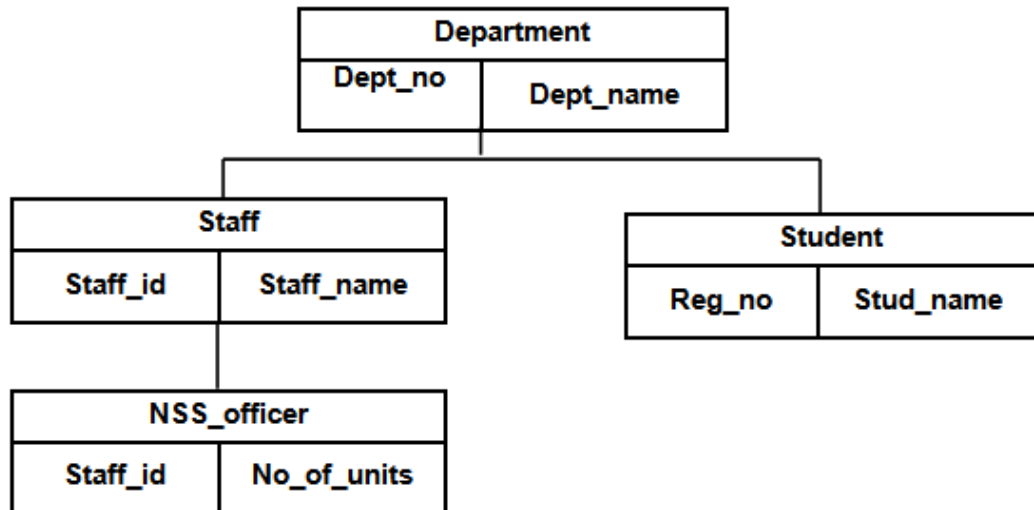 Department
Dept_no Dept_name
Staff
Staff_id Staff_name
Student
Reg_no Stud_name
NSS_officer
Staff_id No_of_units